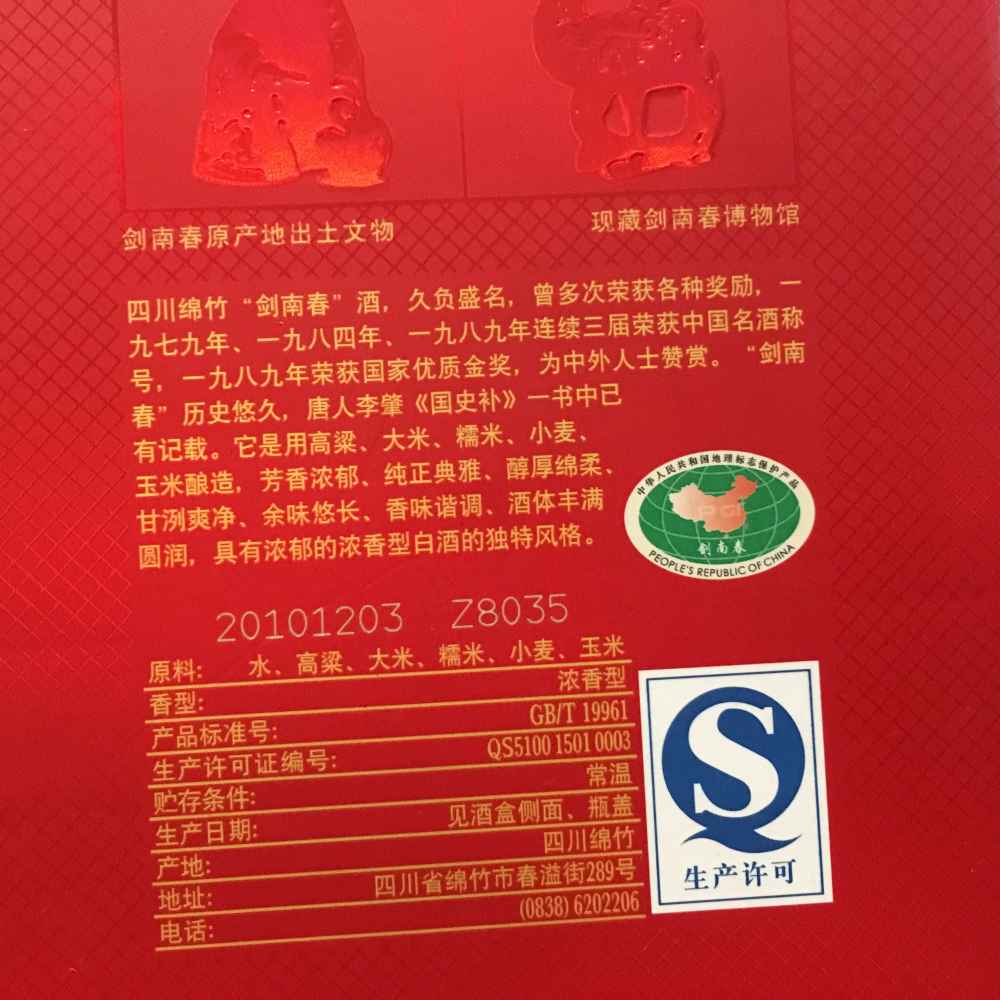 剑南春原产地出土文物
现藏剑南春博物馆
四川绵竹“剑南春”酒，久负盛名，曾多次荣获各种奖励，一
九七九年、一九八四年、一九八九年连续三届荣获中国名酒称
号，一九八九年荣获国家优质金奖，为中外人士赞赏。“剑南
春”历史悠久，唐人李肇《国史补》一书中已
有记载。它是用高粱、大米、糯米、小麦、
玉米酿造，芳香浓郁、纯正典雅、醇厚绵柔、
甘洌爽净、余味悠长、香味谐调、酒体丰满
圆润，具有浓郁的浓香型白酒的独特风格。
中华人民共和国地理标志保护产品
PGI
剑南春
PEOPLE'S REPUBLIC OF CHINA
20101203 Z8035
原料: 水、高粱、大米、糯米、小麦、玉米
香型: 浓香型
产品标准号: GB/T 19961
生产许可证编号: QS5100 1501 0003
贮存条件: 常温
生产日期: 见酒盒侧面、瓶盖
产地: 四川绵竹
地址: 四川省绵竹市春溢街289号
电话: (0838) 6202206
QS
生产许可